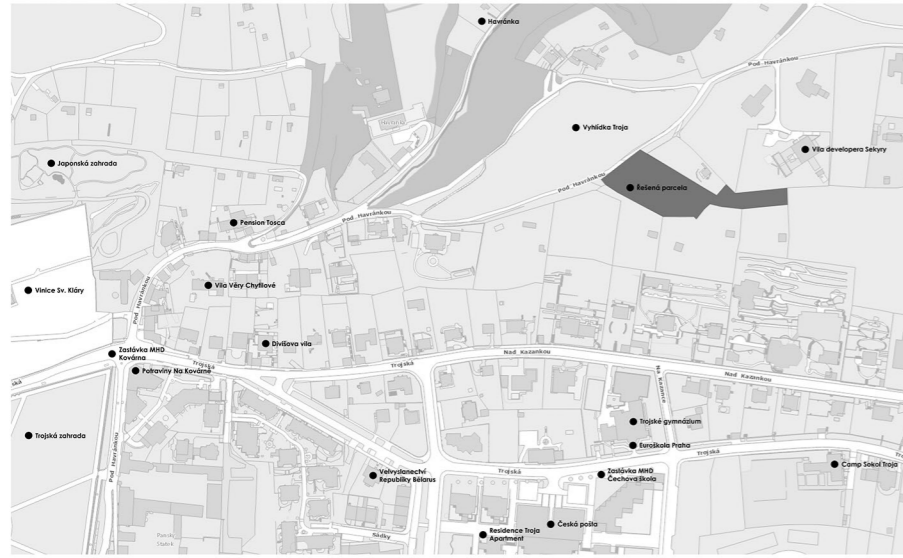 Havránka
Pod Havránkou
Vyhlídka Troja
Vila developera Sekyry
Japonská zahrada
Řešená parcela
Pod Havránkou
Pension Tosca
Pod Havránkou
Vila Věry Chytilové
Vinice Sv. Kláry
Pod Havránkou
Divišova vila
Zastávka MHD
Kovárna
Trojská
Trojská
Nad Kazankou
Potraviny Na Kovárně
Nad Kazankou
Na Kazance
Trojské gymnázium
Trojská zahrada
Euroškola Praha
Pod Havránkou
Trojská
Trojská
Velvyslanectví
Republiky Bělarus
Zastávka MHD
Čechova škola
Camp Sokol Troja
Česká pošta
Residence Troja
Apartment
Sádky